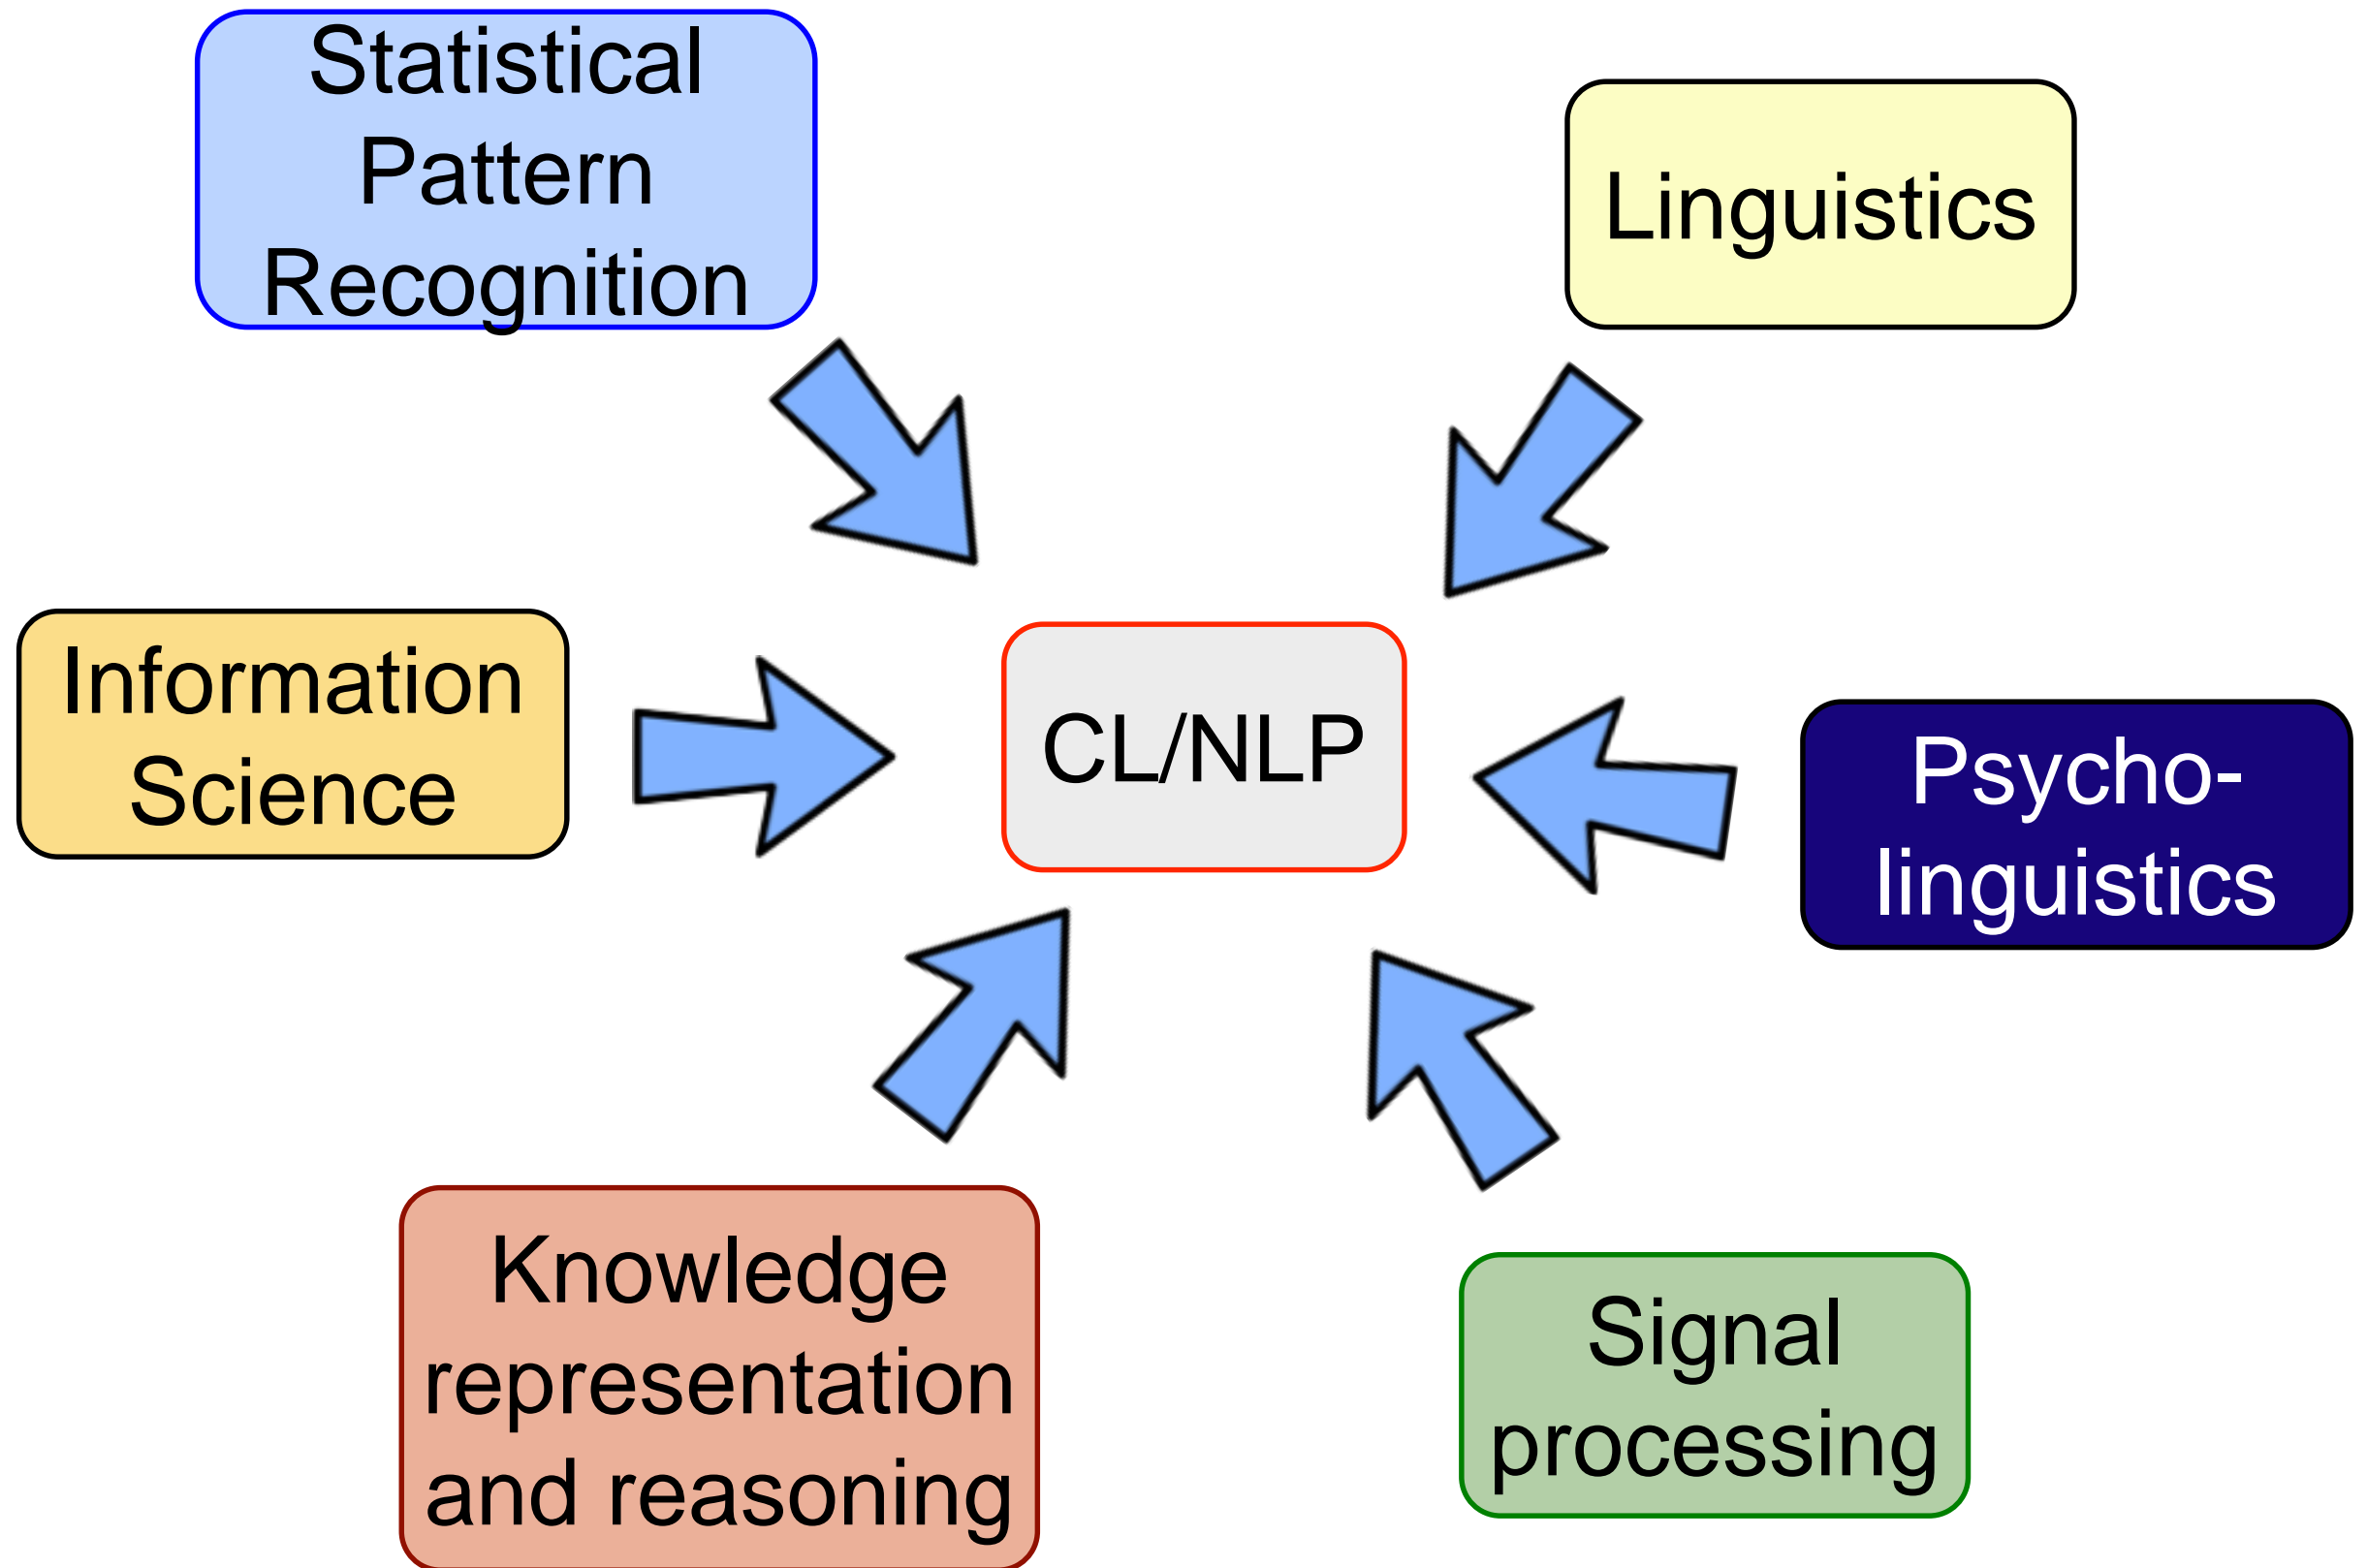 Statistical
Pattern
Recognition
Linguistics
Information
Science
CL/NLP
Psycho-
linguistics
Knowledge
representation
and reasoning
Signal
processing